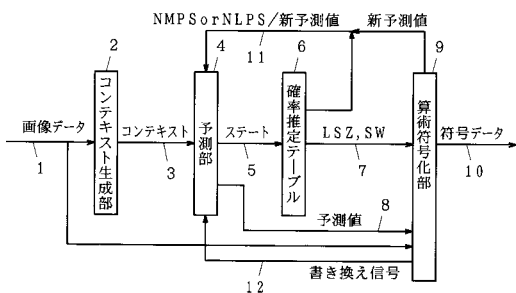 NMPSorNLPS/新予測値
新予測値
11
2
4
6
9
コンテキスト生成部
予測部
確率推定テーブル
算術符号化部
画像データ
コンテキスト
ステート
LSZ,SW
符号データ
1
3
5
7
10
予測値
8
書き換え信号
12